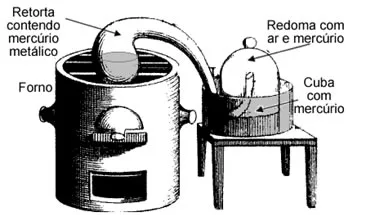 Retorta
contendo
mercúrio
metálico
Redoma com
ar e mercúrio
Forno
Cuba
com
mercúrio